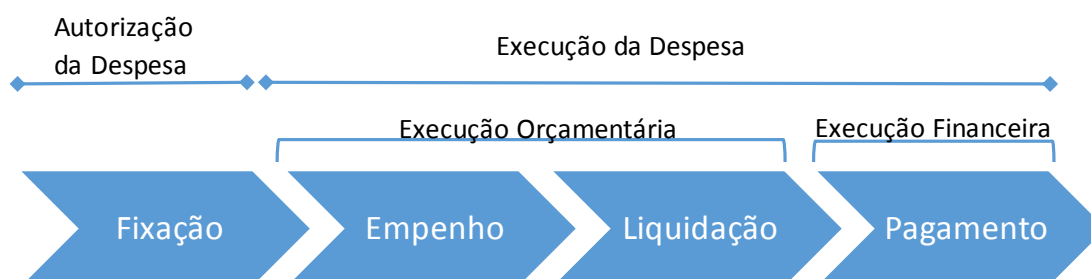 Autorização
da Despesa
Execução da Despesa
Execução Orçamentária
Execução Financeira
Fixação
Empenho
Liquidação
Pagamento